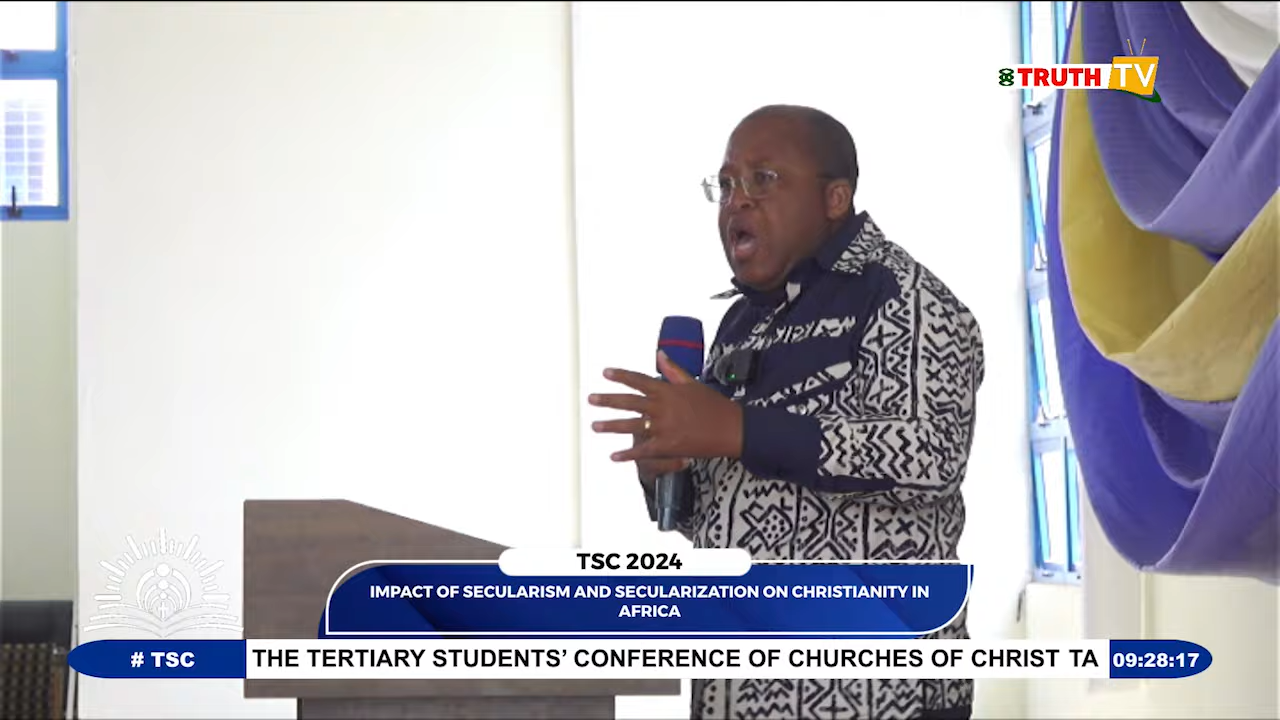 TRUTH TV
TSC 2024
IMPACT OF SECULARISM AND SECULARIZATION ON CHRISTIANITY IN
AFRICA
# TSC
THE TERTIARY STUDENTS’ CONFERENCE OF CHURCHES OF CHRIST TA
09:28:17